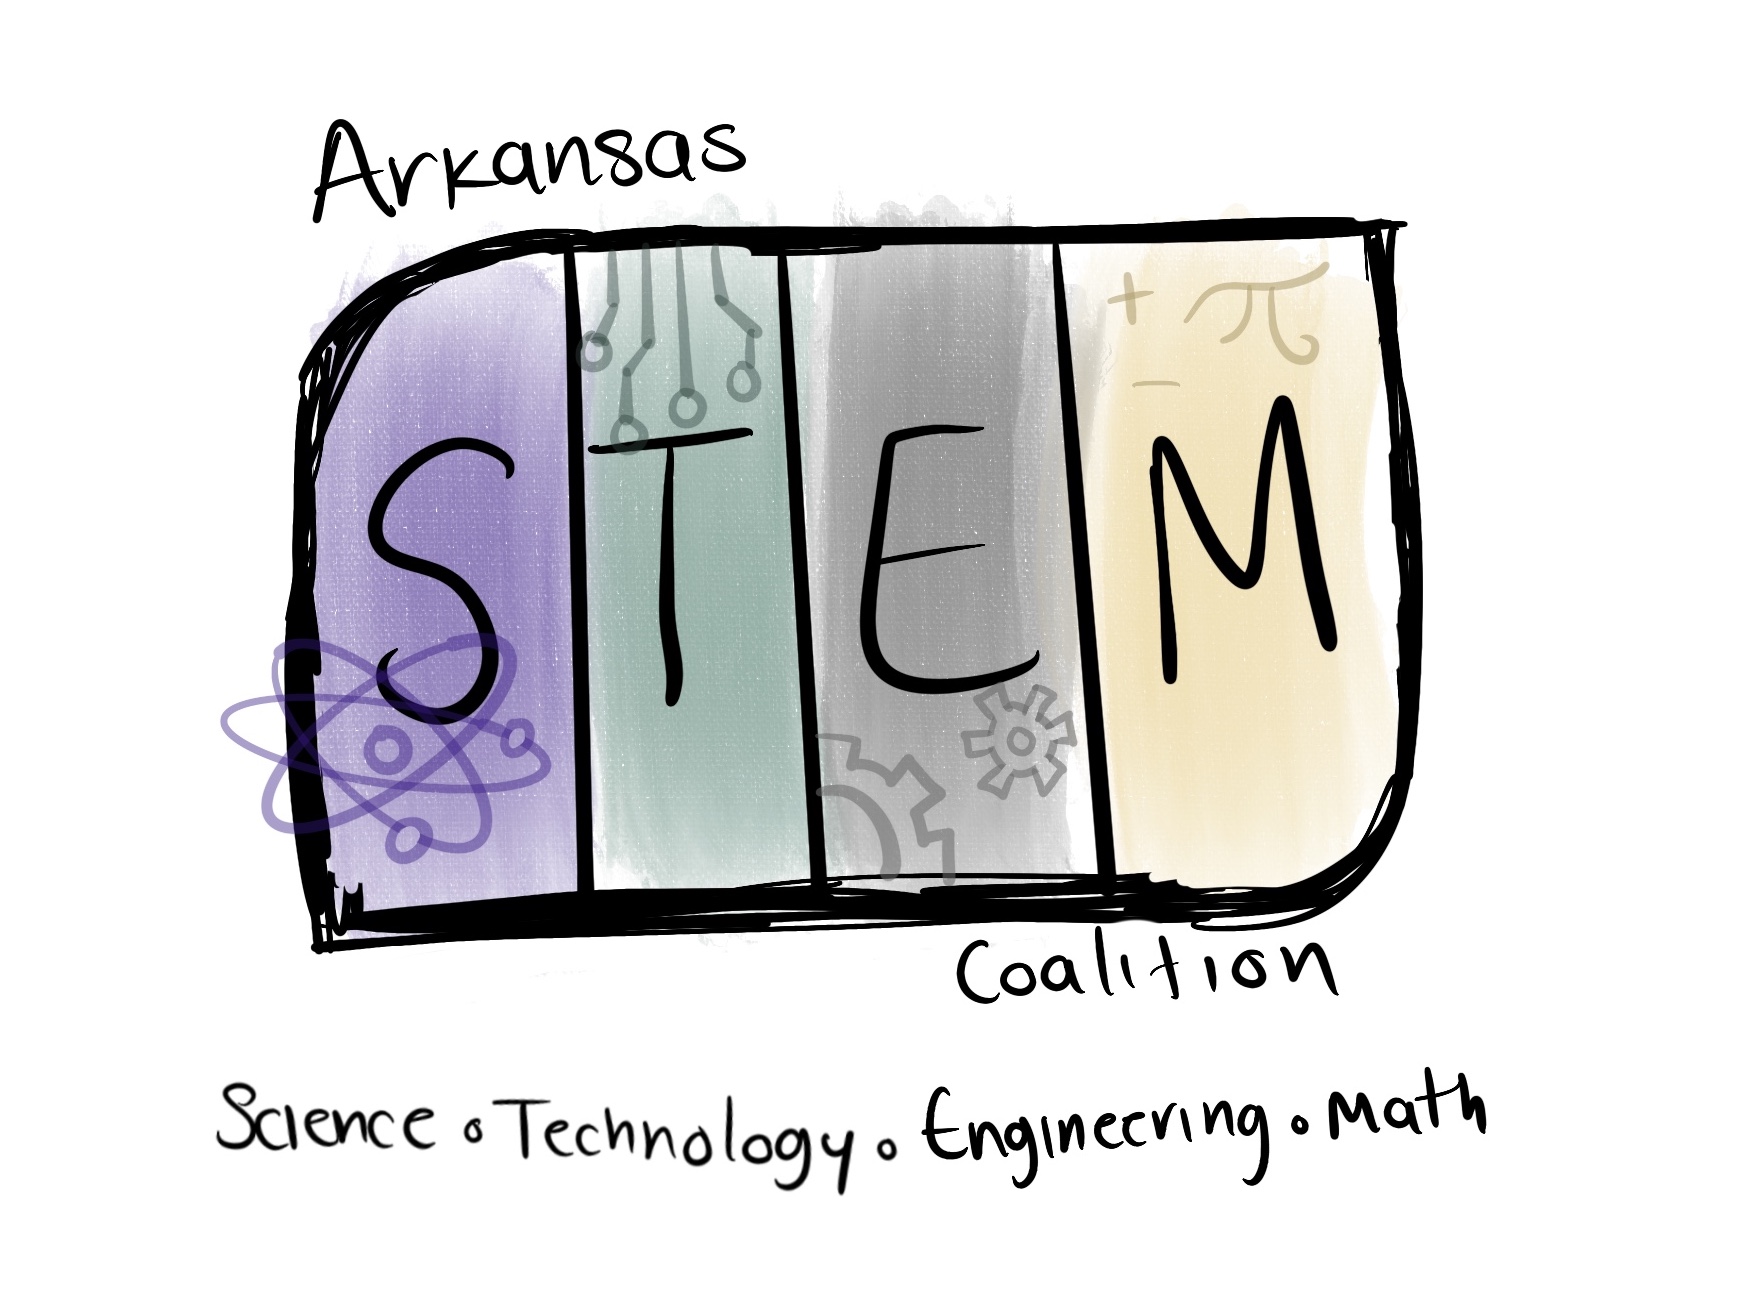 Arkansas
+ π
−
STEM
Coalition
Science • Technology • Engineering • Math